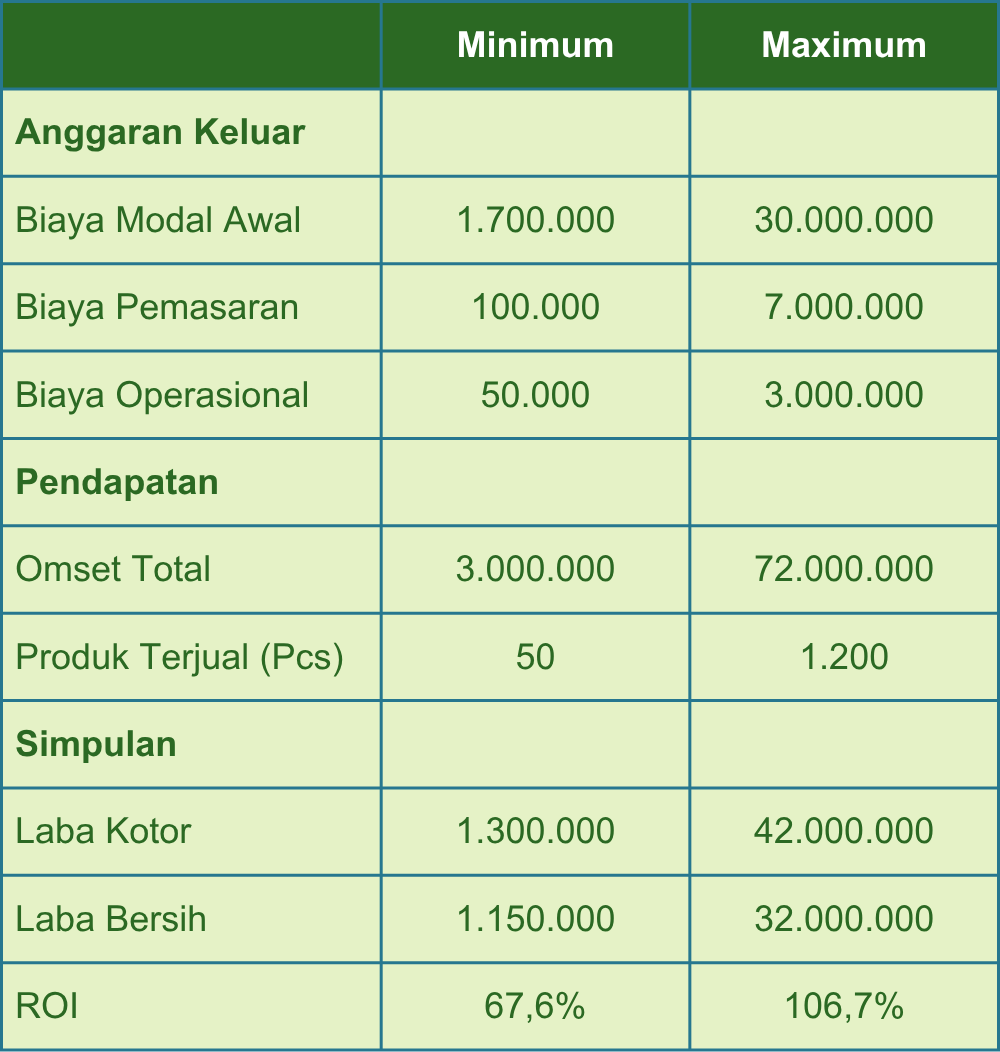 Minimum Maximum
Anggaran Keluar
Biaya Modal Awal 1.700.000 30.000.000
Biaya Pemasaran 100.000 7.000.000
Biaya Operasional 50.000 3.000.000
Pendapatan
Omset Total 3.000.000 72.000.000
Produk Terjual (Pcs) 50 1.200
Simpulan
Laba Kotor 1.300.000 42.000.000
Laba Bersih 1.150.000 32.000.000
ROI 67,6% 106,7%